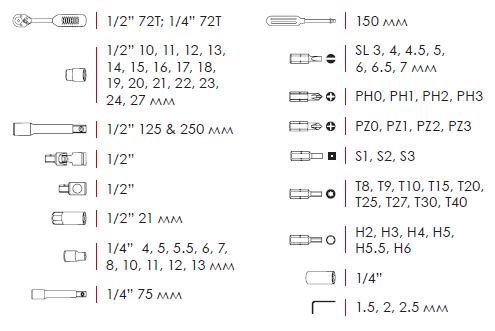 1/2” 72T; 1/4” 72T
1/2” 10, 11, 12, 13,
14, 15, 16, 17, 18,
19, 20, 21, 22, 23,
24, 27 мм
1/2” 125 & 250 мм
1/2”
1/2”
1/2” 21 мм
1/4” 4, 5, 5.5, 6, 7,
8, 10, 11, 12, 13 мм
1/4” 75 мм
150 мм
SL 3, 4, 4.5, 5,
6, 6.5, 7 мм
PH0, PH1, PH2, PH3
PZ0, PZ1, PZ2, PZ3
S1, S2, S3
T8, T9, T10, T15, T20,
T25, T27, T30, T40
H2, H3, H4, H5,
H5.5, H6
1/4”
1.5, 2, 2.5 мм